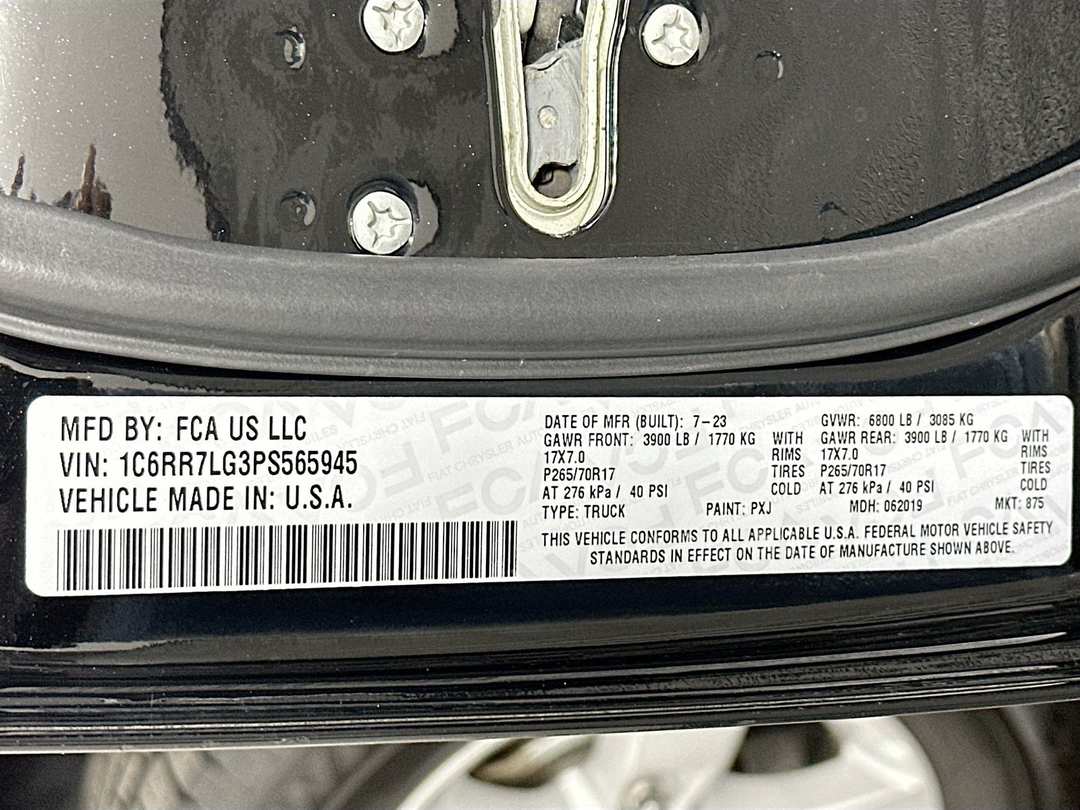 MFD BY: FCA US LLC
VIN: 1C6RR7LG3PS565945
VEHICLE MADE IN: U.S.A.
DATE OF MFR (BUILT): 7-23 GVWR: 6800 LB / 3085 KG
GAWR FRONT: 3900 LB / 1770 KG WITH GAWR REAR: 3900 LB / 1770 KG WITH
17X7.0 RIMS 17X7.0 RIMS
P265/70R17 TIRES P265/70R17 TIRES
AT 276 kPa / 40 PSI COLD AT 276 kPa / 40 PSI COLD
TYPE: TRUCK PAINT: PXJ MDH: 062019 MKT: 875
THIS VEHICLE CONFORMS TO ALL APPLICABLE U.S.A. FEDERAL MOTOR VEHICLE SAFETY
STANDARDS IN EFFECT ON THE DATE OF MANUFACTURE SHOWN ABOVE.